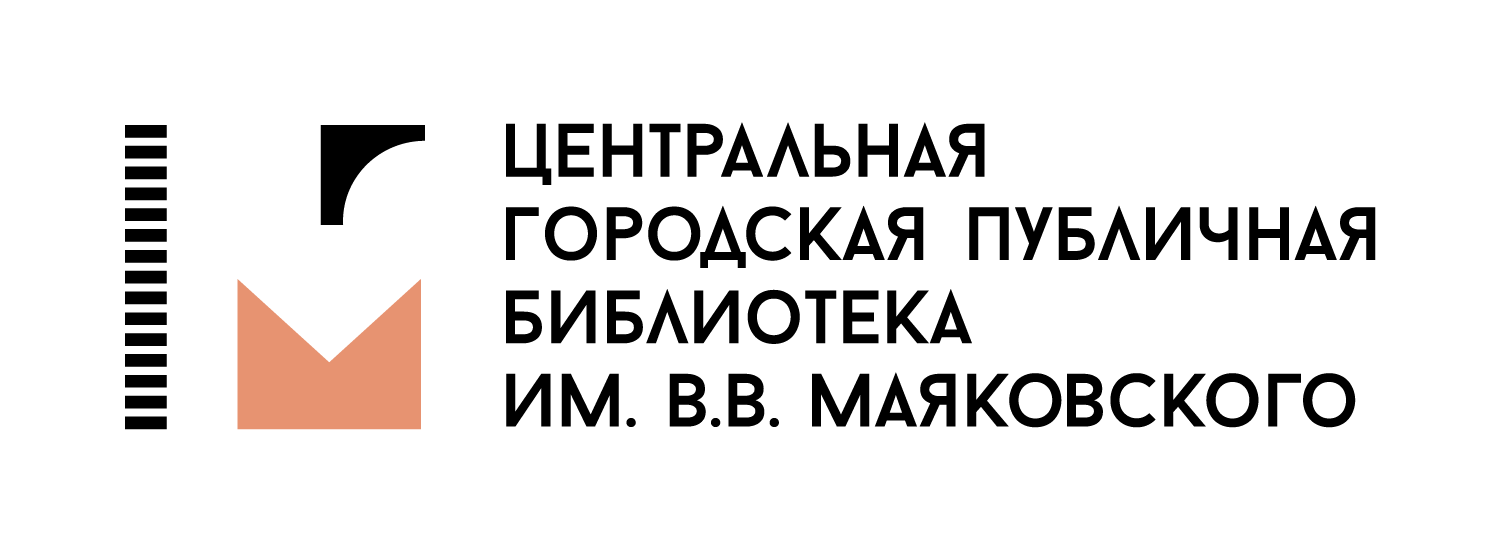 ЦЕНТРАЛЬНАЯ
ГОРОДСКАЯ ПУБЛИЧНАЯ
БИБЛИОТЕКА
ИМ. В.В. МАЯКОВСКОГО